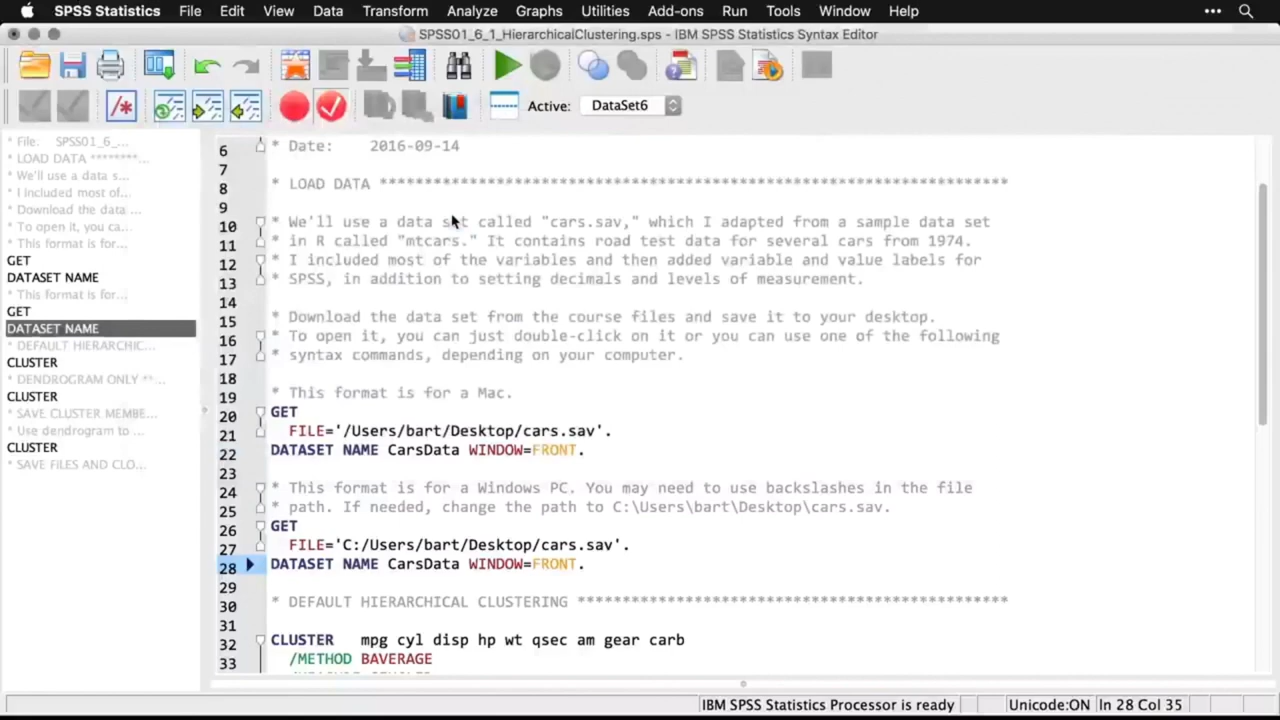 SPSS Statistics File Edit View Data Transform Analyze Graphs Utilities Add-ons Run Tools Window Help
SPSS01_6_1_HierarchicalClustering.sps - IBM SPSS Statistics Syntax Editor
Active: DataSet6
* File: SPSS01_6_...
* LOAD DATA ********...
* We'll use a data s...
* I Included most of...
* Download the data ...
* To open it, you ca...
* This format is for...
GET
DATASET NAME
* This format is for...
GET
DATASET NAME
* DEFAULT HIERARCHIC...
CLUSTER
* DENDROGRAM ONLY **...
CLUSTER
* SAVE CLUSTER MEMBE...
* Use dendrogram to ...
CLUSTER
* SAVE FILES AND CLO...
6 * Date: 2016-09-14
7
8 * LOAD DATA **********************************************************************
9
10 * We'll use a data set called "cars.sav," which I adapted from a sample data set
11 in R called "mtcars." It contains road test data for several cars from 1974.
12 * I included most of the variables and then added variable and value labels for
13 SPSS, in addition to setting decimals and levels of measurement.
14
15 * Download the data set from the course files and save it to your desktop.
16 * To open it, you can just double-click on it or you can use one of the following
17 syntax commands, depending on your computer.
18
19 * This format is for a Mac.
20 GET
21 FILE='/Users/bart/Desktop/cars.sav'.
22 DATASET NAME CarsData WINDOW=FRONT.
23
24 * This format is for a Windows PC. You may need to use backslashes in the file
25 path. If needed, change the path to C:\Users\bart\Desktop\cars.sav.
26 GET
27 FILE='C:/Users/bart/Desktop/cars.sav'.
28 DATASET NAME CarsData WINDOW=FRONT.
29
30 * DEFAULT HIERARCHICAL CLUSTERING ************************************************
31
32 CLUSTER mpg cyl disp hp wt qsec am gear carb
33 /METHOD BAVERAGE
IBM SPSS Statistics Processor is ready Unicode:ON In 28 Col 35